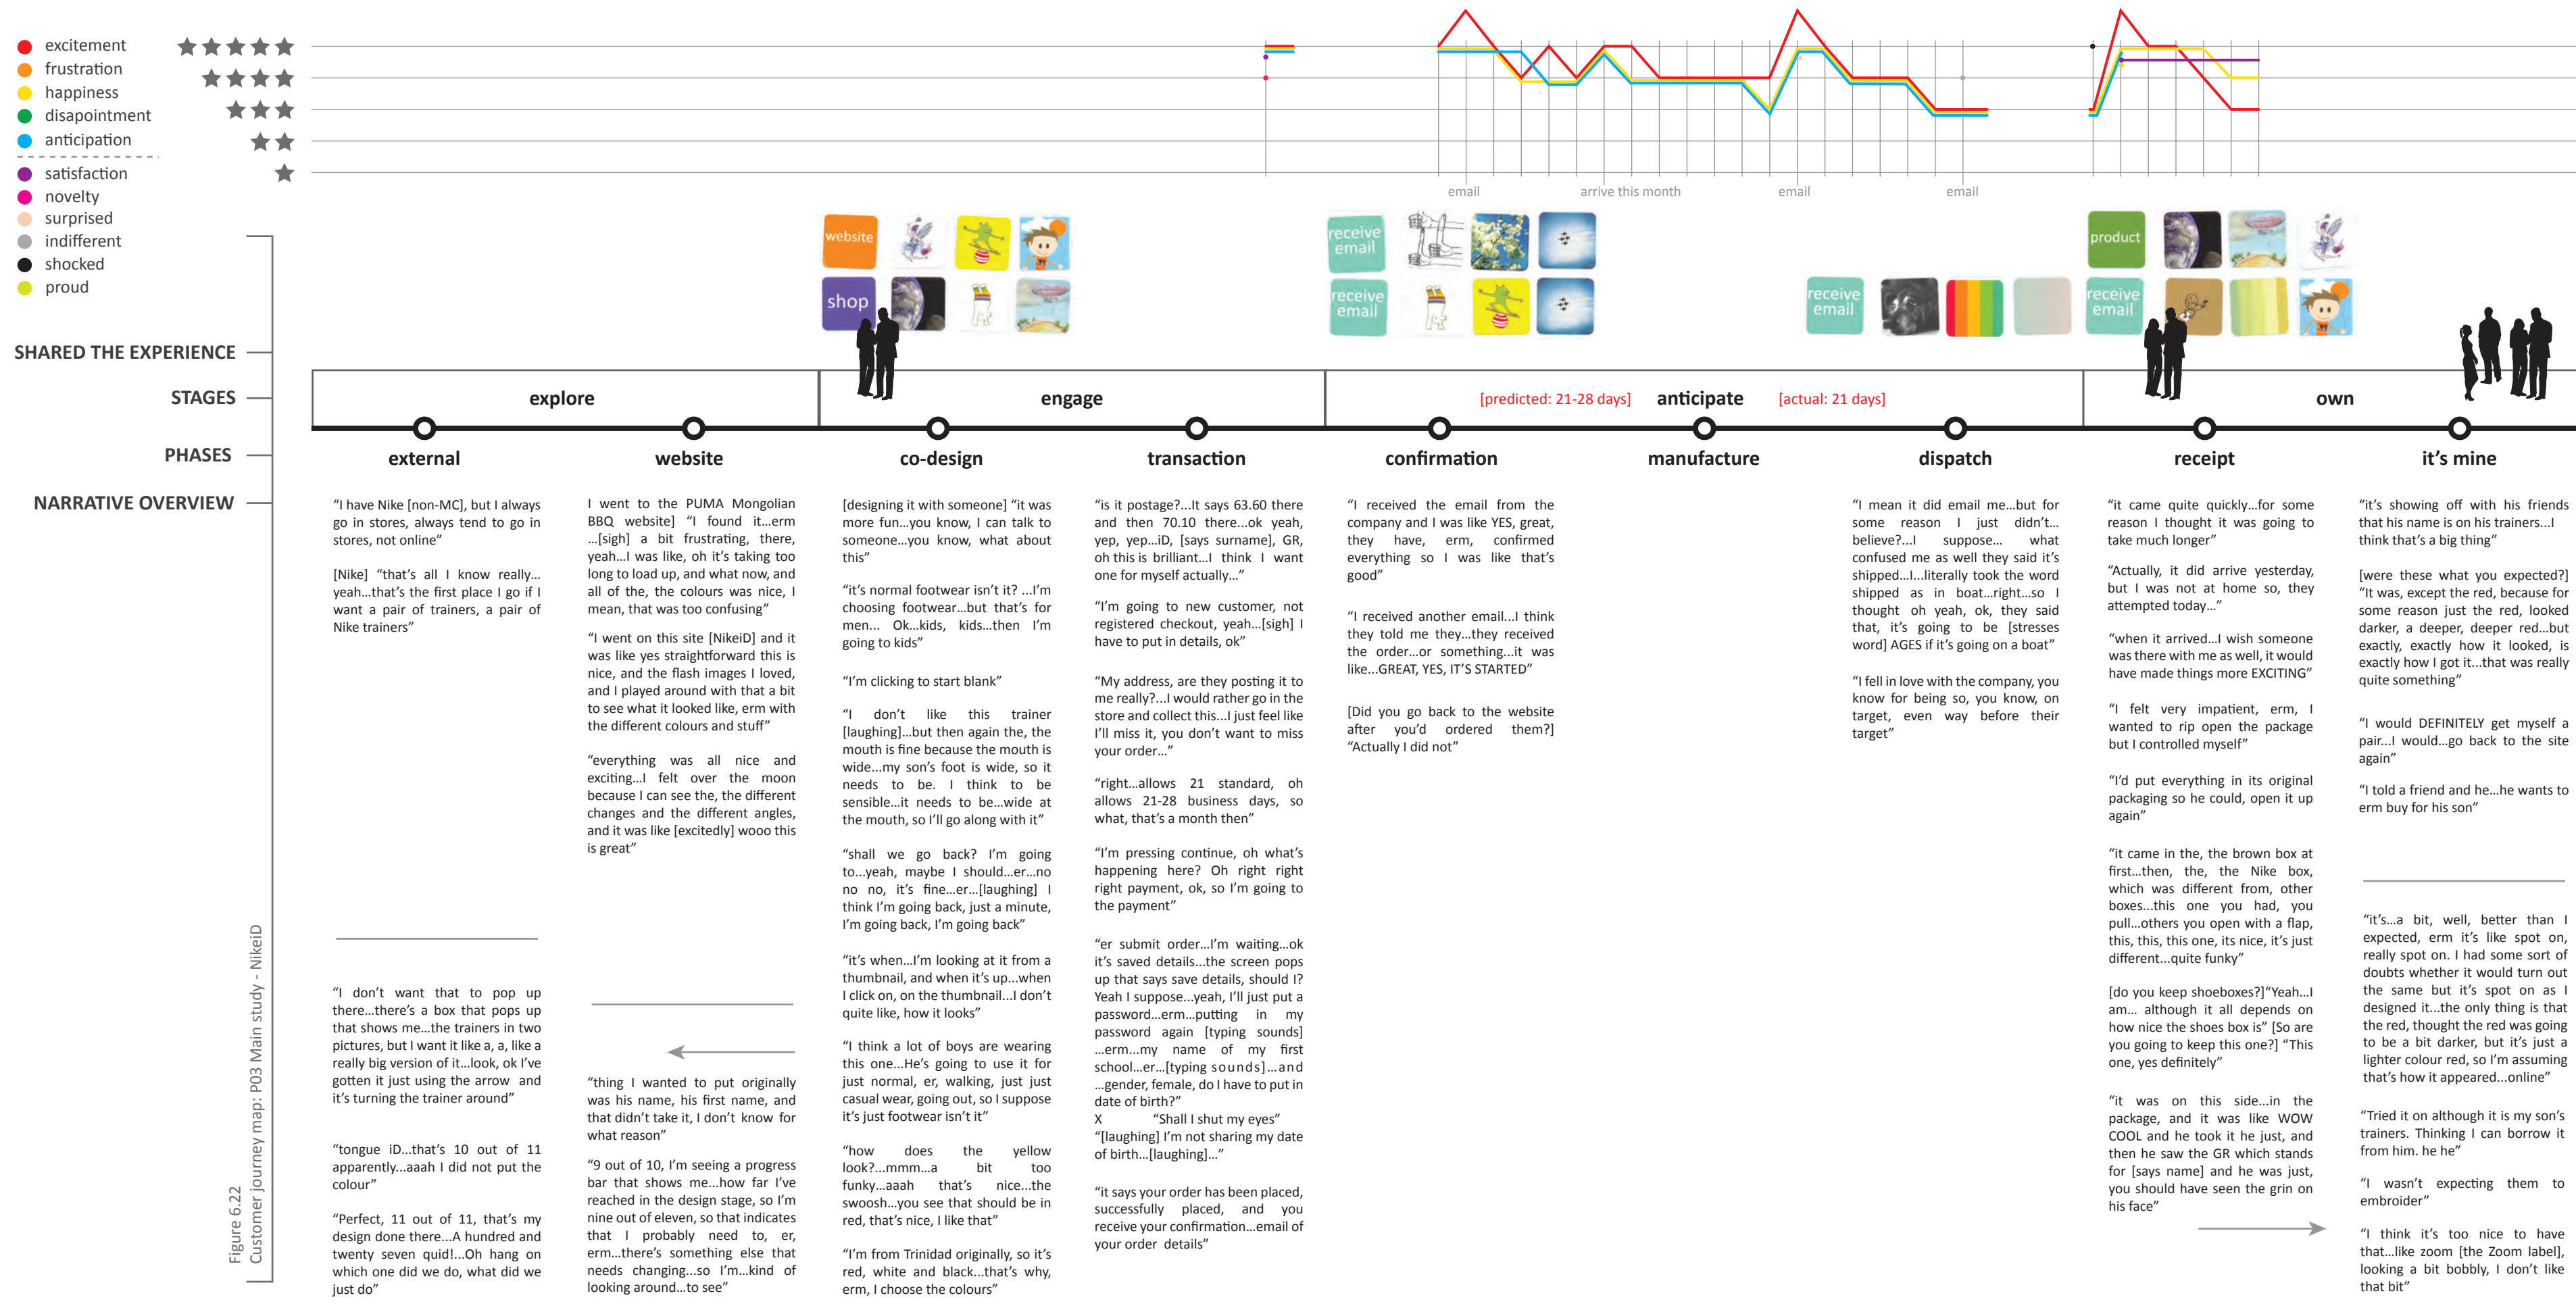 excitement
frustration
happiness
disapointment
anticipation
satisfaction
novelty
surprised
indifferent
shocked
proud
email
arrive this month
email
email
website
shop
receive
email
receive
email
receive
email
product
receive
email
SHARED THE EXPERIENCE
STAGES
PHASES
NARRATIVE OVERVIEW
Figure 6.22
Customer journey map: P03 Main study - NikeiD
explore
engage
[predicted: 21-28 days]
anticipate
[actual: 21 days]
own
external
website
co-design
transaction
confirmation
manufacture
dispatch
receipt
it's mine
“I have Nike [non-MC], but I always
go in stores, always tend to go in
stores, not online”
[Nike] “that's all I know really...
yeah...that's the first place I go if I
want a pair of trainers, a pair of
Nike trainers”
“I don't want that to pop up
there...there's a box that pops up
that shows me...the trainers in two
pictures, but I want it like a, a, like a
really big version of it...look, ok I've
gotten it just using the arrow and
it's turning the trainer around”
“tongue iD...that's 10 out of 11
apparently...aaah I did not put the
colour”
“Perfect, 11 out of 11, that's my
design done there...A hundred and
twenty seven quid!...Oh hang on
which one did we do, what did we
just do”
I went to the PUMA Mongolian
BBQ website] “I found it...erm
...[sigh] a bit frustrating, there,
yeah...I was like, oh it's taking too
long to load up, and what now, and
all of the, the colours was nice, I
mean, that was too confusing”
“I went on this site [NikeiD] and it
was like yes straightforward this is
nice, and the flash images I loved,
and I played around with that a bit
to see what it looked like, erm with
the different colours and stuff”
“everything was all nice and
exciting...I felt over the moon
because I can see the, the different
changes and the different angles,
and it was like [excitedly] wooo this
is great”
“thing I wanted to put originally
was his name, his first name, and
that didn't take it, I don't know for
what reason”
“9 out of 10, I'm seeing a progress
bar that shows me...how far I've
reached in the design stage, so I'm
nine out of eleven, so that indicates
that I probably need to, er,
erm...there's something else that
needs changing...so I'm...kind of
looking around...to see”
[designing it with someone] “it was
more fun...you know, I can talk to
someone...you know, what about
this”
“it's normal footwear isn't it? ...I'm
choosing footwear...but that's for
men... Ok...kids, kids...then I'm
going to kids”
“I'm clicking to start blank”
“I don't like this trainer
[laughing]...but then again the, the
mouth is fine because the mouth is
wide...my son's foot is wide, so it
needs to be. I think to be
sensible...it needs to be...wide at
the mouth, so I'll go along with it”
“shall we go back? I'm going
to...yeah, maybe I should...er...no
no no, it's fine...er...[laughing] I
think I'm going back, just a minute,
I'm going back, I'm going back”
“it's when...I'm looking at it from a
thumbnail, and when it's up...when
I click on, on the thumbnail...I don't
quite like, how it looks”
“I think a lot of boys are wearing
this one...He's going to use it for
just normal, er, walking, just just
casual wear, going out, so I suppose
it's just footwear isn't it”
“how does the yellow
look?...mmm...a bit too
funky...aaah that's nice...the
swoosh...you see that should be in
red, that's nice, I like that”
“I'm from Trinidad originally, so it's
red, white and black...that's why,
erm, I choose the colours”
“is it postage?...It says 63.60 there
and then 70.10 there...ok yeah,
yep, yep...iD, [says surname], GR,
oh this is brilliant...I think I want
one for myself actually...”
“I'm going to new customer, not
registered checkout, yeah...[sigh] I
have to put in details, ok”
“My address, are they posting it to
me really?...I would rather go in the
store and collect this...I just feel like
I'll miss it, you don't want to miss
your order...”
“right...allows 21 standard, oh
allows 21-28 business days, so
what, that's a month then”
“I'm pressing continue, oh what's
happening here? Oh right right
right payment, ok, so I'm going to
the payment”
“er submit order...I'm waiting...ok
it's saved details...the screen pops
up that says save details, should I?
Yeah I suppose...yeah, I'll just put a
password...erm...putting in my
password again [typing sounds]
...erm...my name of my first
school...er...[typing sounds]...and
...gender, female, do I have to put in
date of birth?”
X “Shall I shut my eyes”
“[laughing] I'm not sharing my date
of birth...[laughing]...”
“it says your order has been placed,
successfully placed, and you
receive your confirmation...email of
your order details”
“I received the email from the
company and I was like YES, great,
they have, erm, confirmed
everything so I was like that's
good”
“I received another email...I think
they told me they...they received
the order...or something...it was
like...GREAT, YES, IT'S STARTED”
[Did you go back to the website
after you'd ordered them?]
“Actually I did not”
“I mean it did email me...but for
some reason I just didn't...
believe?...I suppose... what
confused me as well they said it's
shipped...I...literally took the word
shipped as in boat...right...so I
thought oh yeah, ok, they said
that, it's going to be [stresses
word] AGES if it's going on a boat”
“I fell in love with the company, you
know for being so, you know, on
target, even way before their
target”
“it came quite quickly...for some
reason I thought it was going to
take much longer”
“Actually, it did arrive yesterday,
but I was not at home so, they
attempted today...”
“when it arrived...I wish someone
was there with me as well, it would
have made things more EXCITING”
“I felt very impatient, erm, I
wanted to rip open the package
but I controlled myself”
“I'd put everything in its original
packaging so he could, open it up
again”
“it came in the, the brown box at
first...then, the, the Nike box,
which was different from, other
boxes...this one you had, you
pull...others you open with a flap,
this, this, this one, its nice, it's just
different...quite funky”
[do you keep shoeboxes?]“Yeah...I
am... although it all depends on
how nice the shoes box is” [So are
you going to keep this one?] “This
one, yes definitely”
“it was on this side...in the
package, and it was like WOW
COOL and he took it he just, and
then he saw the GR which stands
for [says name] and he was just,
you should have seen the grin on
his face”
“it's showing off with his friends
that his name is on his trainers...I
think that's a big thing”
[were these what you expected?]
“It was, except the red, because for
some reason just the red, looked
darker, a deeper, deeper red...but
exactly, exactly how it looked, is
exactly how I got it...that was really
quite something”
“I would DEFINITELY get myself a
pair...I would...go back to the site
again”
“I told a friend and he...he wants to
erm buy for his son”
“it's...a bit, well, better than I
expected, erm it's like spot on,
really spot on. I had some sort of
doubts whether it would turn out
the same but it's spot on as I
designed it...the only thing is that
the red, thought the red was going
to be a bit darker, but it's just a
lighter colour red, so I'm assuming
that's how it appeared...online”
“Tried it on although it is my son's
trainers. Thinking I can borrow it
from him. he he”
“I wasn't expecting them to
embroider”
“I think it's too nice to have
that...like zoom [the Zoom label],
looking a bit bobbly, I don't like
that bit”